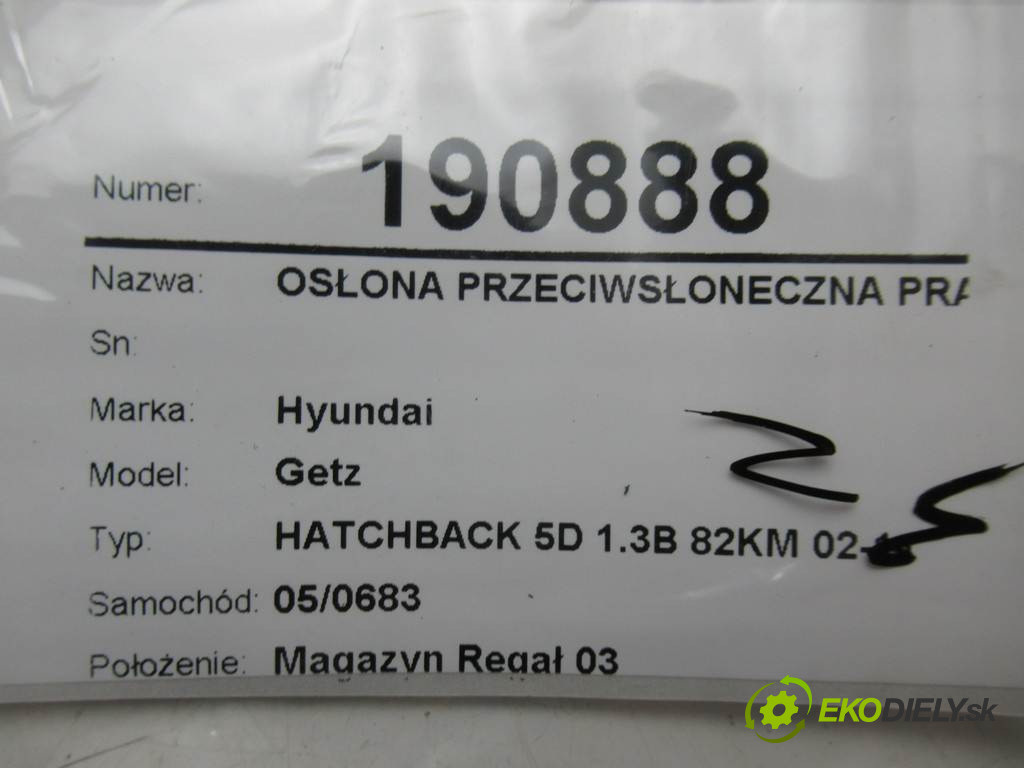 Numer: 190888
Nazwa: OSŁONA PRZECIWSŁONECZNA PRA
Sn:
Marka: Hyundai
Model: Getz
Typ: HATCHBACK 5D 1.3B 82KM 02-
Samochód: 05/0683
Położenie: Magazyn Regał 03
EKODIELY.sk